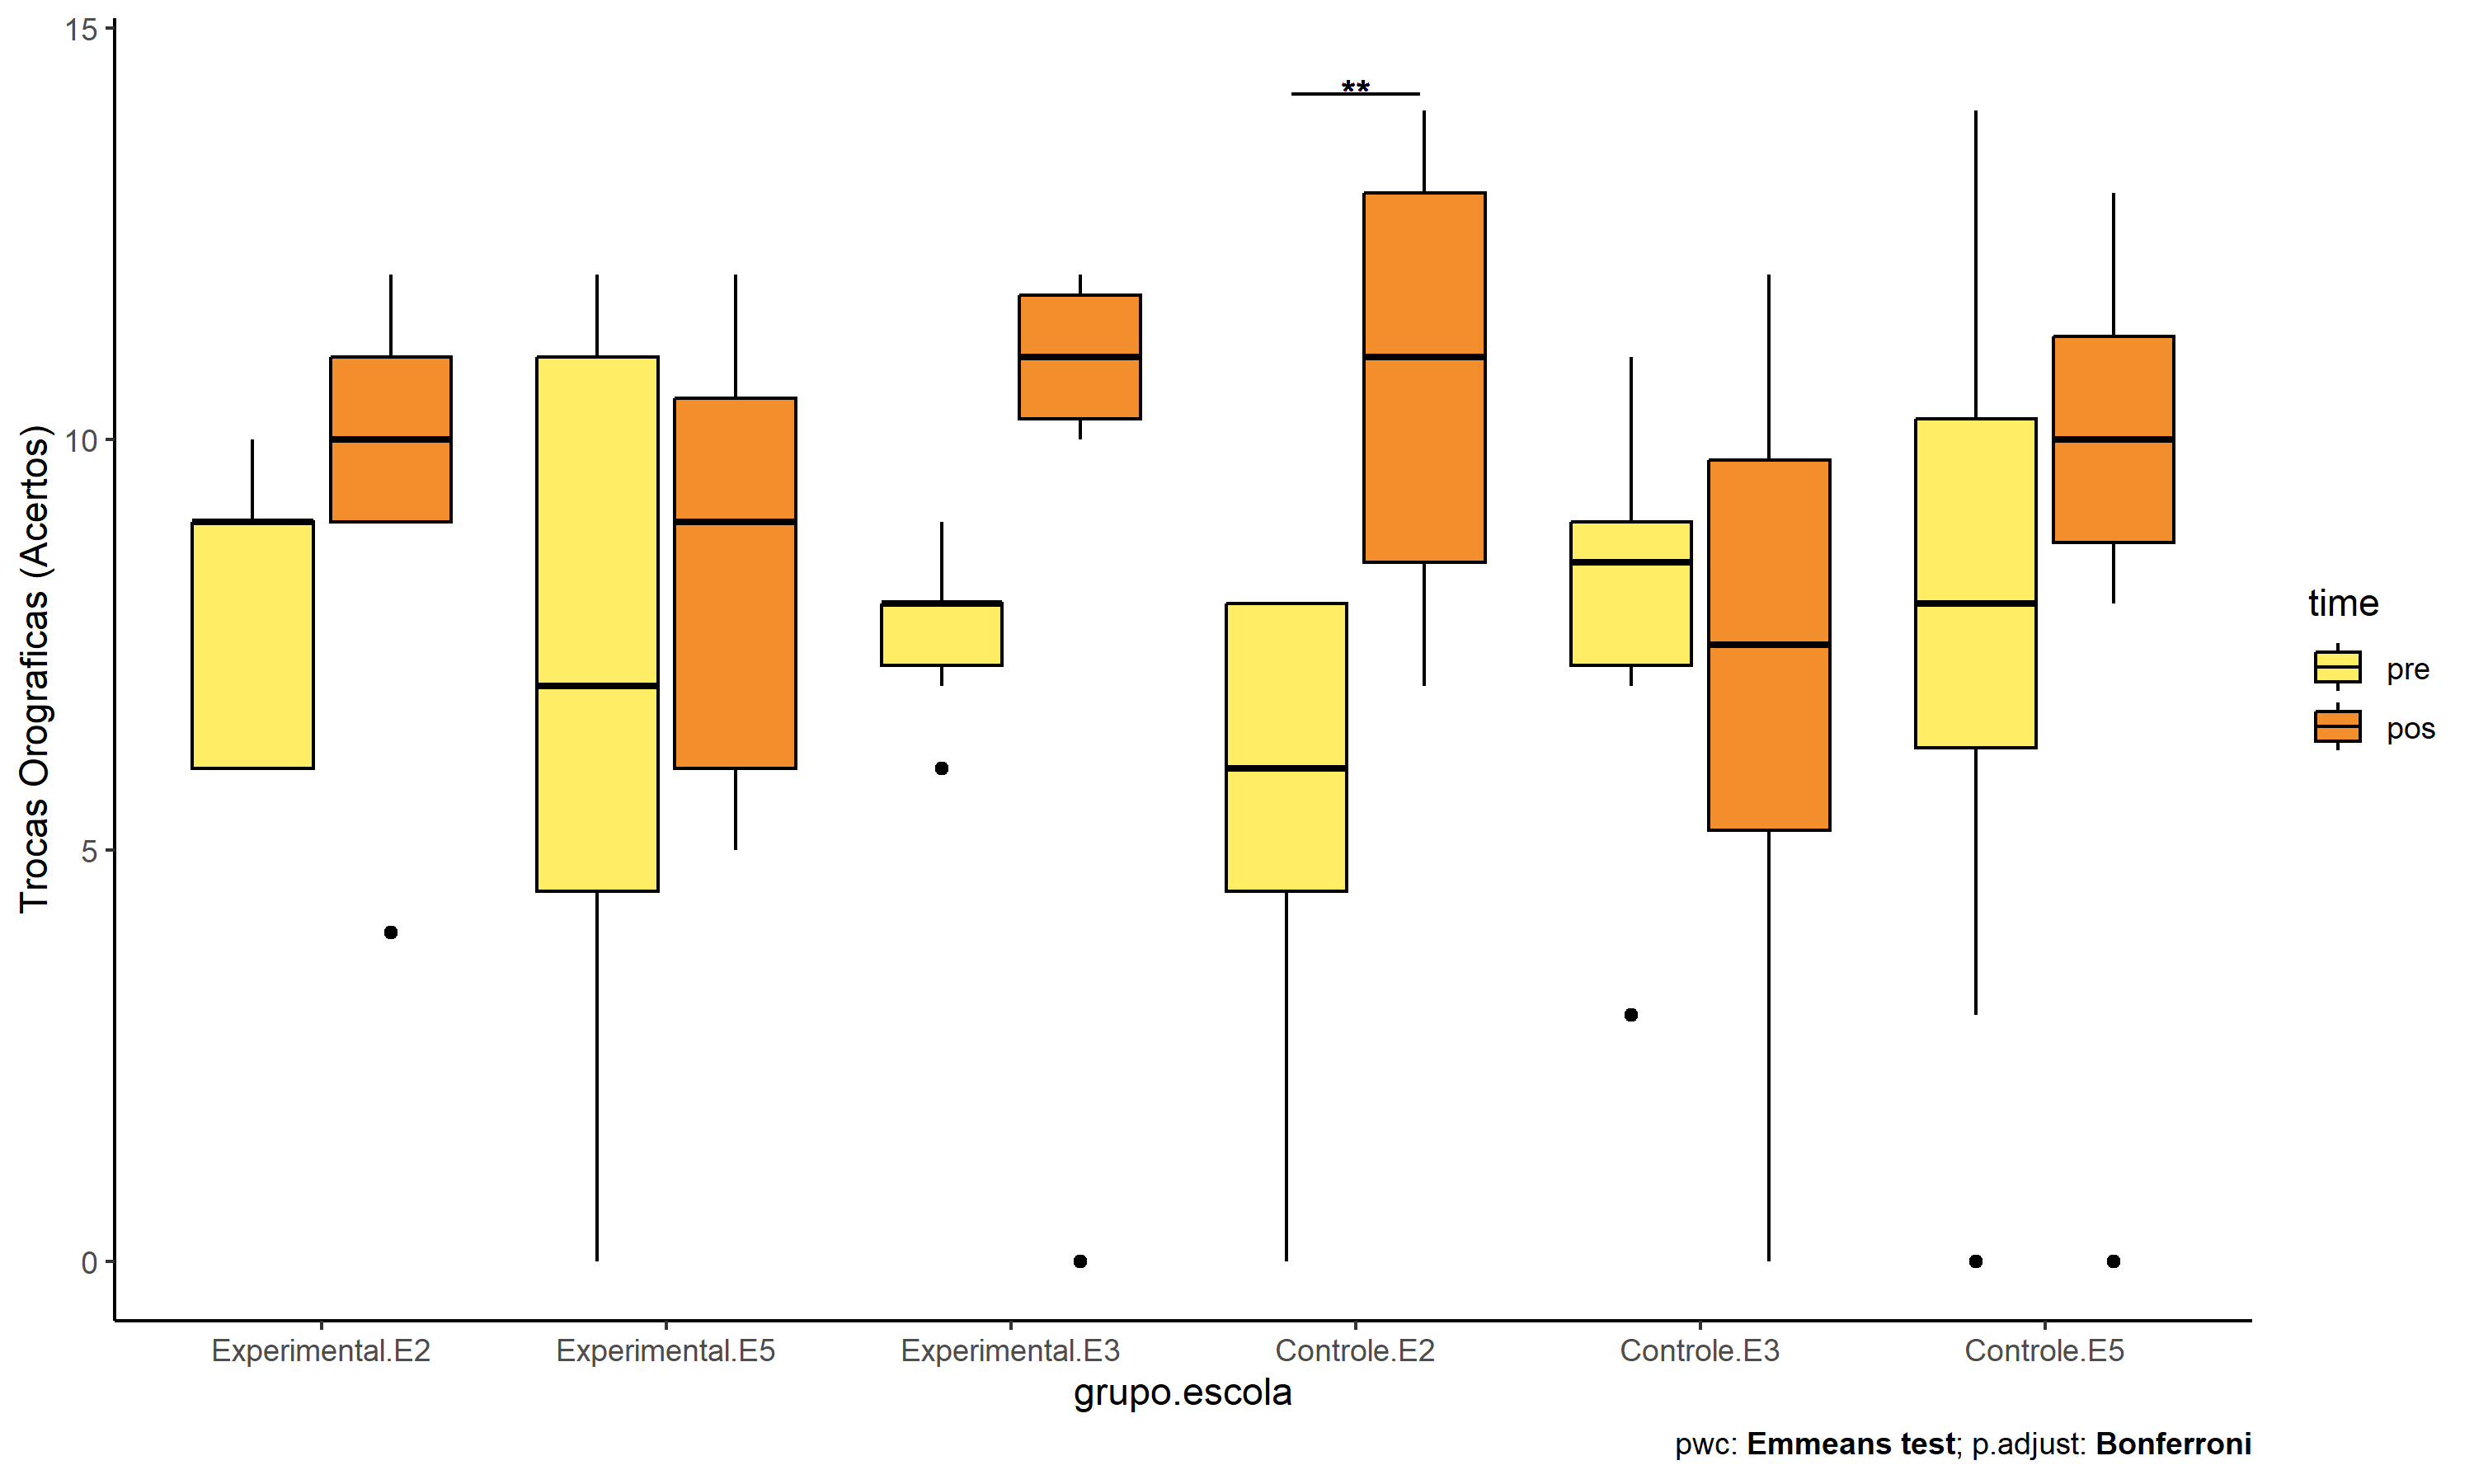 15
**
10
5
0
Trocas Orograficas (Acertos)
Experimental.E2
Experimental.E5
Experimental.E3
Controle.E2
Controle.E3
Controle.E5
grupo.escola
time
pre
pos
pwc: Emmeans test; p.adjust: Bonferroni